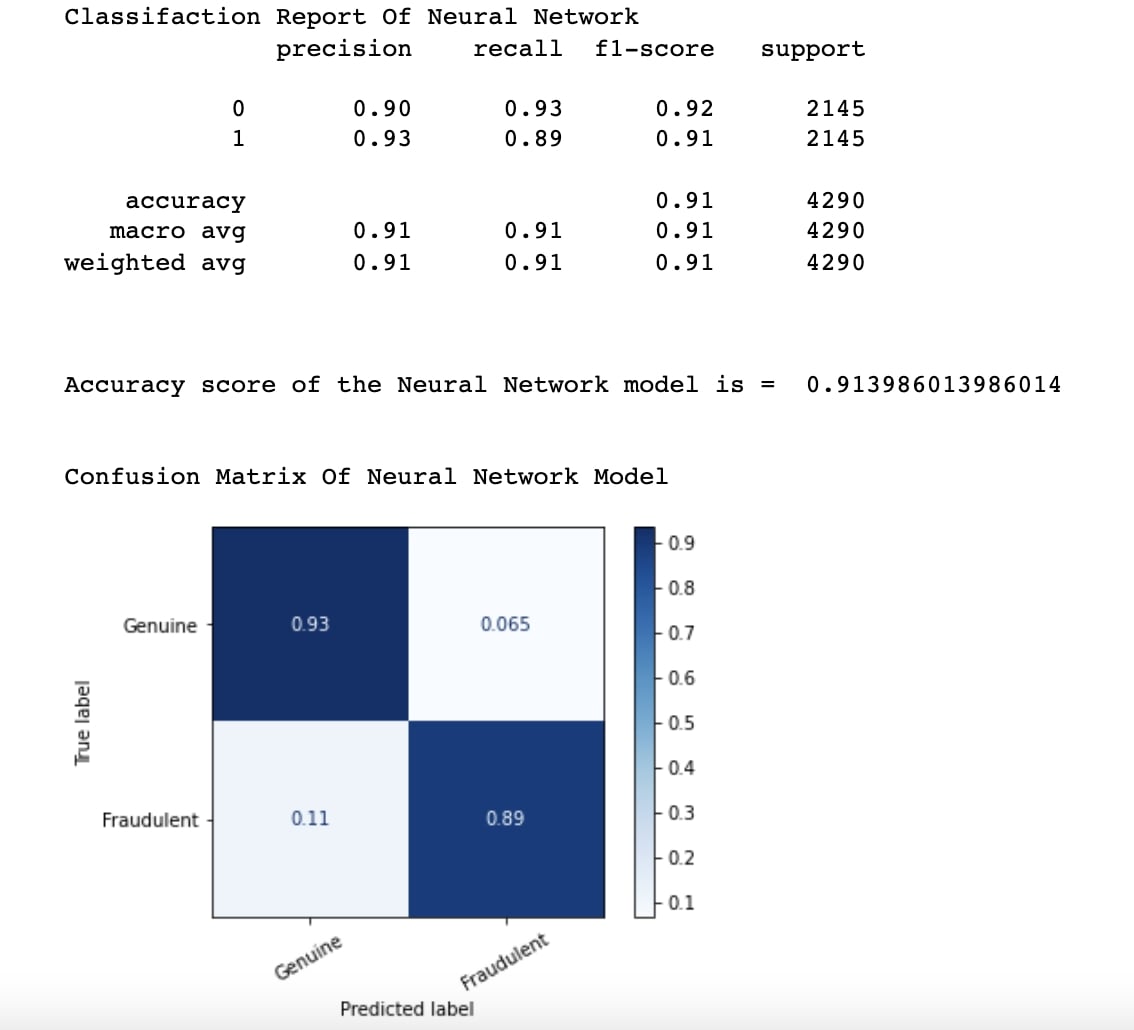 Classifaction Report Of Neural Network
precision recall f1-score support
0 0.90 0.93 0.92 2145
1 0.93 0.89 0.91 2145
accuracy 0.91 4290
macro avg 0.91 0.91 0.91 4290
weighted avg 0.91 0.91 0.91 4290
Accuracy score of the Neural Network model is = 0.913986013986014
Confusion Matrix Of Neural Network Model
True label
Genuine 0.93 0.065
Fraudulent 0.11 0.89
Genuine Fraudulent
Predicted label
0.9
0.8
0.7
0.6
0.5
0.4
0.3
0.2
0.1